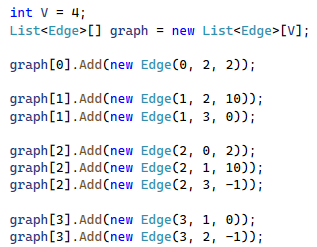 int V = 4;
List<Edge>[] graph = new List<Edge>[V];
graph[0].Add(new Edge(0, 2, 2));
graph[1].Add(new Edge(1, 2, 10));
graph[1].Add(new Edge(1, 3, 0));
graph[2].Add(new Edge(2, 0, 2));
graph[2].Add(new Edge(2, 1, 10));
graph[2].Add(new Edge(2, 3, -1));
graph[3].Add(new Edge(3, 1, 0));
graph[3].Add(new Edge(3, 2, -1));